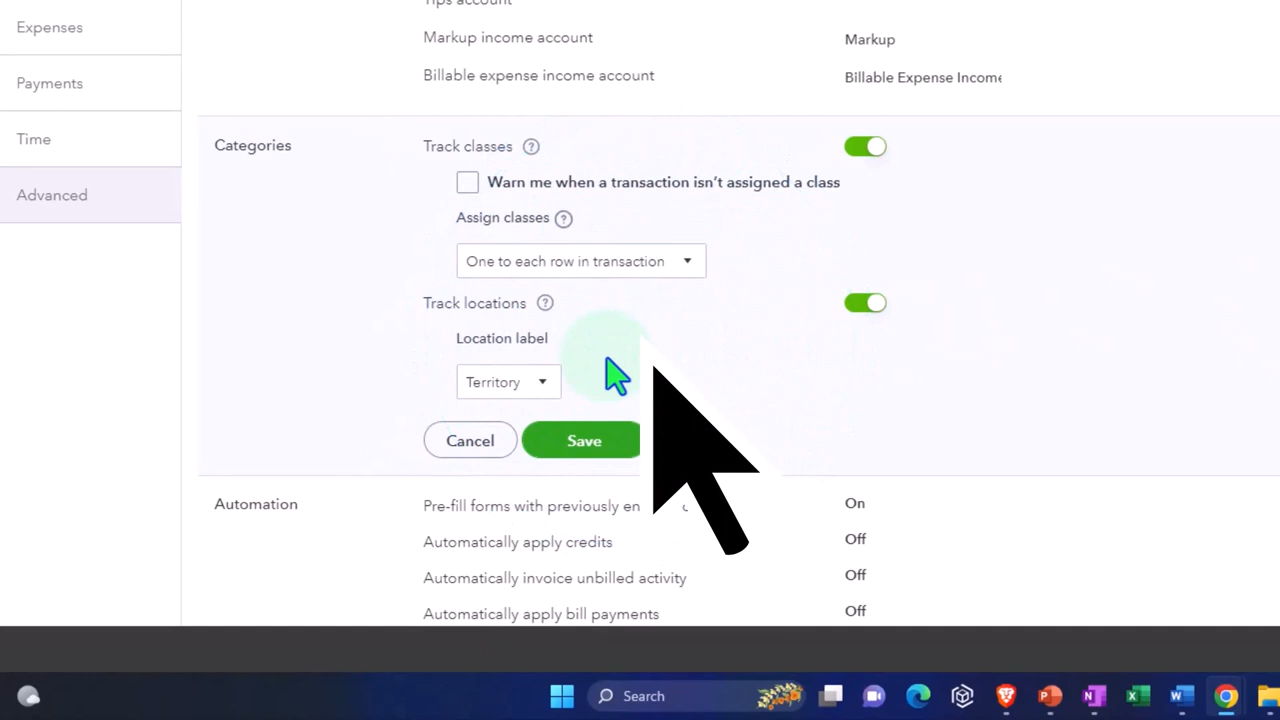 Expenses
Tips account
Markup income account Markup
Payments
Billable expense income account Billable Expense Income
Time
Categories Track classes ?
Warn me when a transaction isn't assigned a class
Advanced
Assign classes ?
One to each row in transaction
Track locations ?
Location label
Territory
Cancel Save
Automation Pre-fill forms with previously en On
Automatically apply credits Off
Automatically invoice unbilled activity Off
Automatically apply bill payments Off
Search